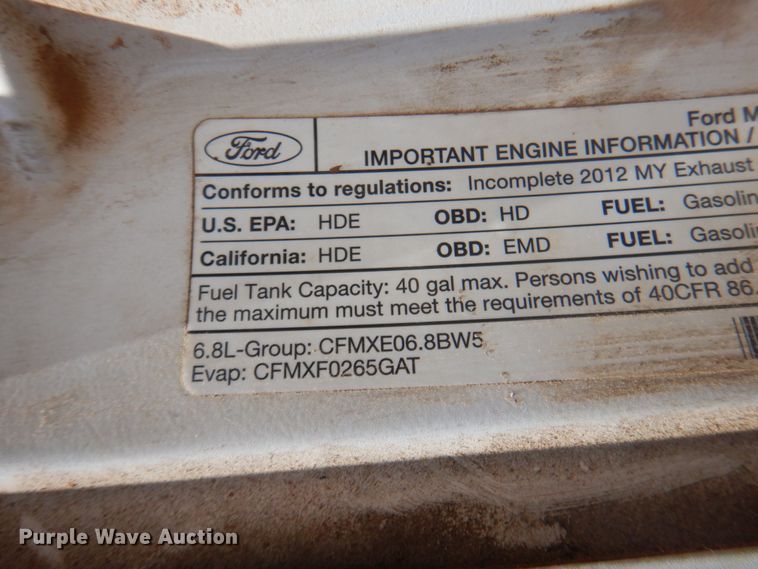 Ford
Ford M
IMPORTANT ENGINE INFORMATION /
Conforms to regulations: Incomplete 2012 MY Exhaust
U.S. EPA: HDE OBD: HD FUEL: Gasolin
California: HDE OBD: EMD FUEL: Gasolin
Fuel Tank Capacity: 40 gal max. Persons wishing to add
the maximum must meet the requirements of 40CFR 86.
6.8L-Group: CFMXE06.8BW5
Evap: CFMXF0265GAT
Purple Wave Auction